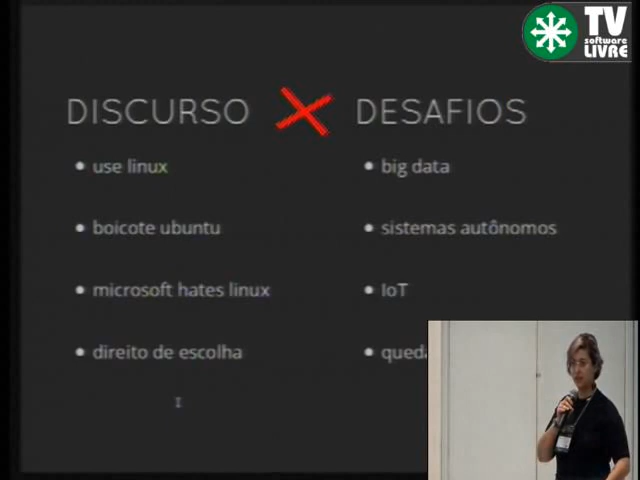 TV
software
LIVRE
DISCURSO X DESAFIOS
use linux
boicote ubuntu
microsoft hates linux
direito de escolha
big data
sistemas autônomos
IoT